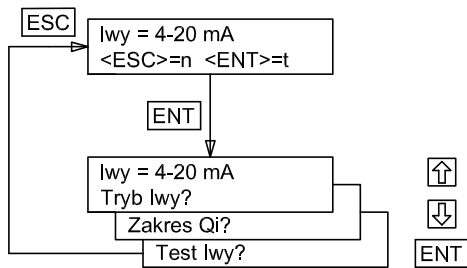 ESC
Iwy = 4-20 mA
<ESC>=n <ENT>=t
ENT
Iwy = 4-20 mA
Tryb Iwy?
Zakres Qi?
Test Iwy?
ENT